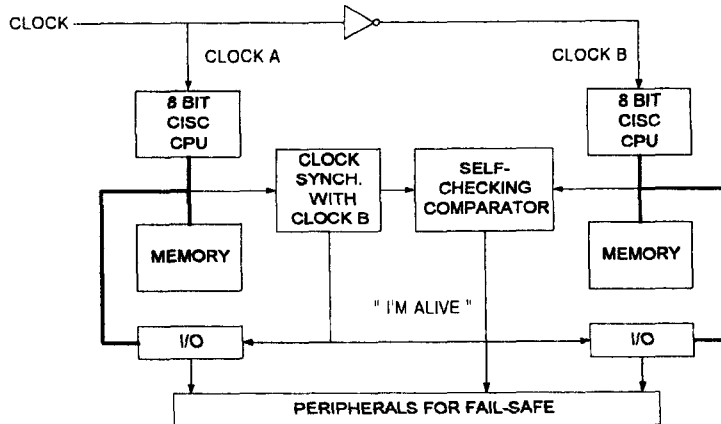 CLOCK
CLOCK A
CLOCK B
8 BIT
CISC
CPU
8 BIT
CISC
CPU
CLOCK
SYNCH.
WITH
CLOCK B
SELF-
CHECKING
COMPARATOR
MEMORY
MEMORY
" I'M ALIVE "
I/O
I/O
PERIPHERALS FOR FAIL-SAFE